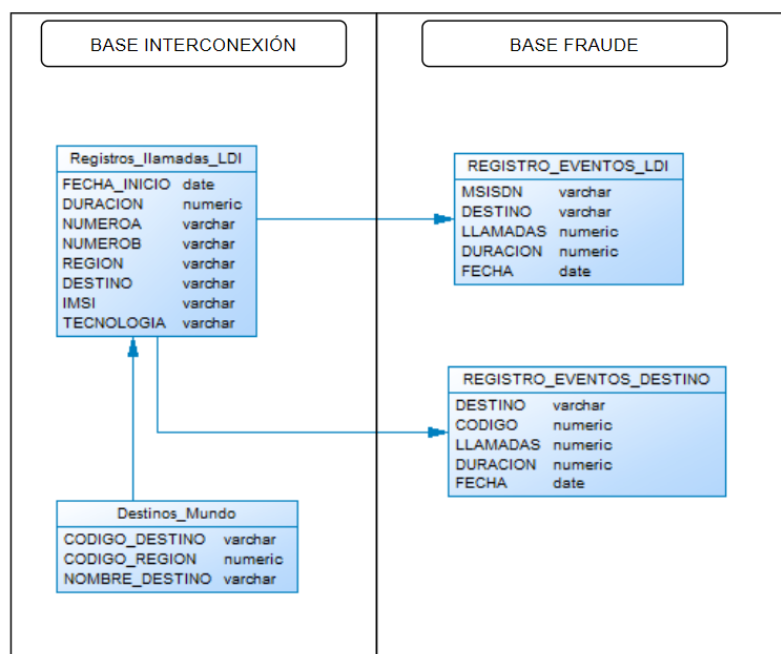 BASE INTERCONEXIÓN
BASE FRAUDE
Registros_llamadas_LDI
FECHA_INICIO date
DURACION numeric
NUMEROA varchar
NUMEROB varchar
REGION varchar
DESTINO varchar
IMSI varchar
TECNOLOGIA varchar
REGISTRO_EVENTOS_LDI
MSISDN varchar
DESTINO varchar
LLAMADAS numeric
DURACION numeric
FECHA date
REGISTRO_EVENTOS_DESTINO
DESTINO varchar
CODIGO numeric
LLAMADAS numeric
DURACION numeric
FECHA date
Destinos_Mundo
CODIGO_DESTINO varchar
CODIGO_REGION numeric
NOMBRE_DESTINO varchar